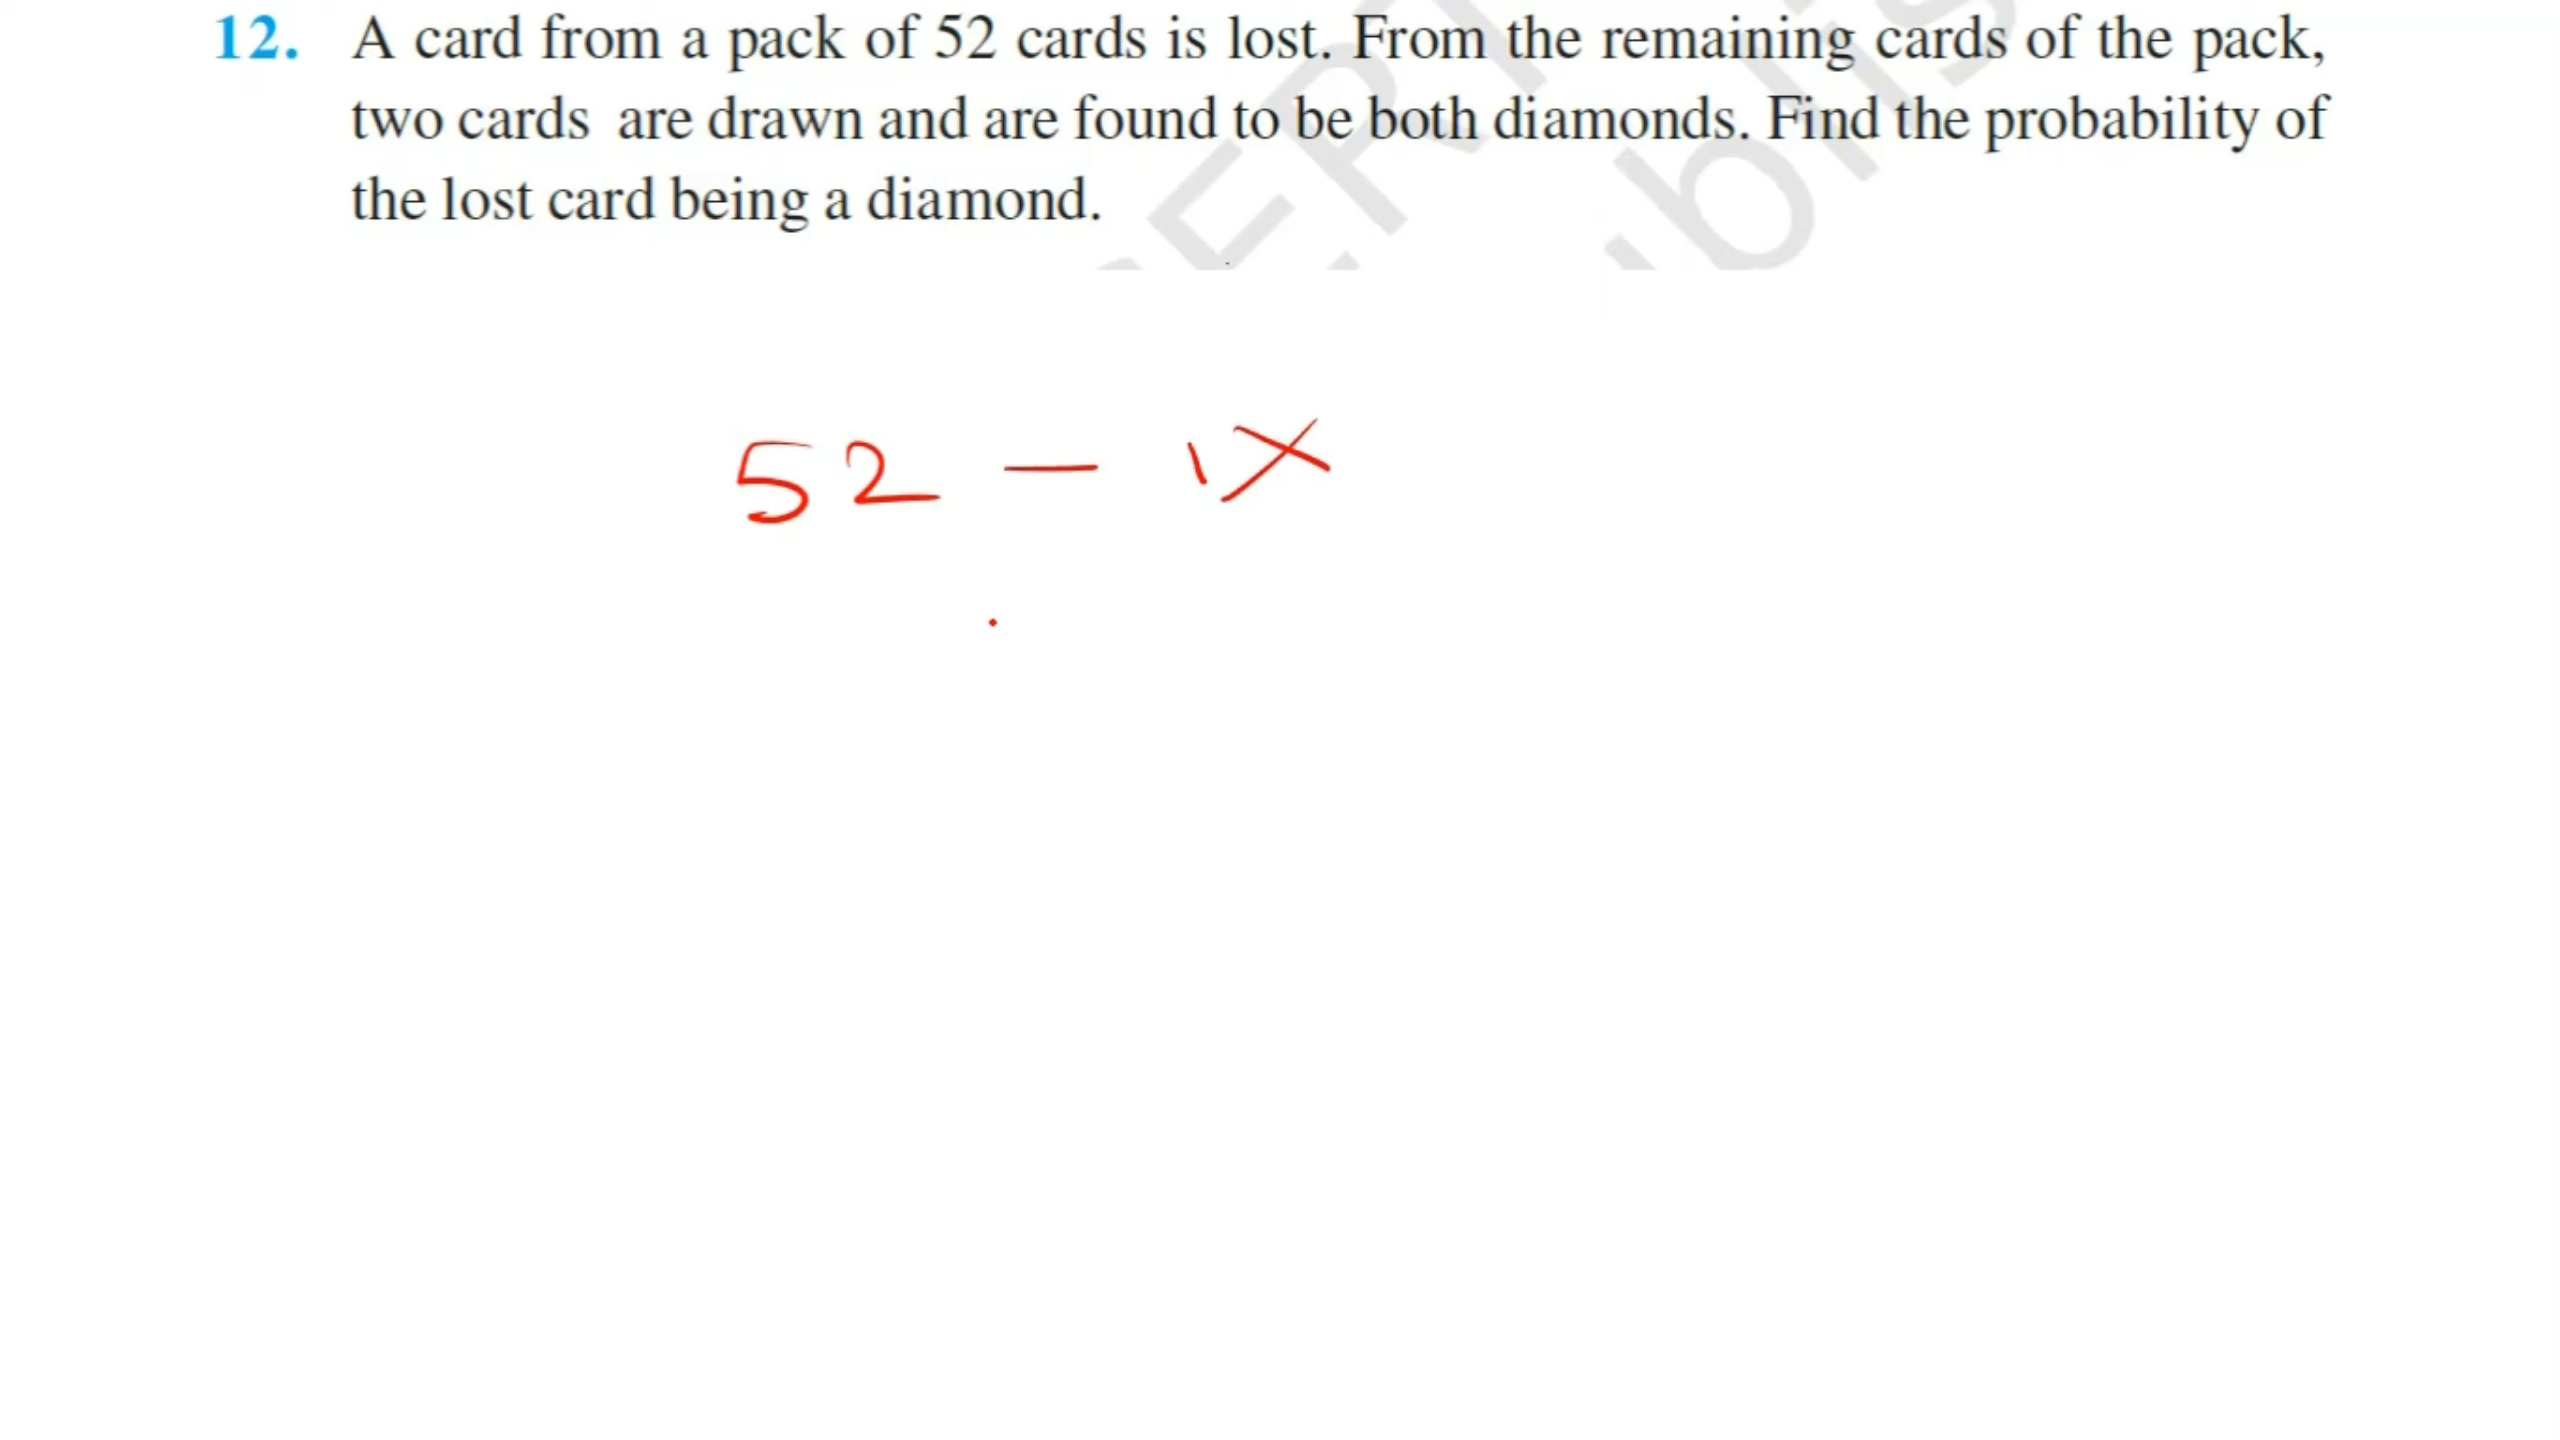 12. A card from a pack of 52 cards is lost. From the remaining cards of the pack,
two cards are drawn and are found to be both diamonds. Find the probability of
the lost card being a diamond.
52 - 1X